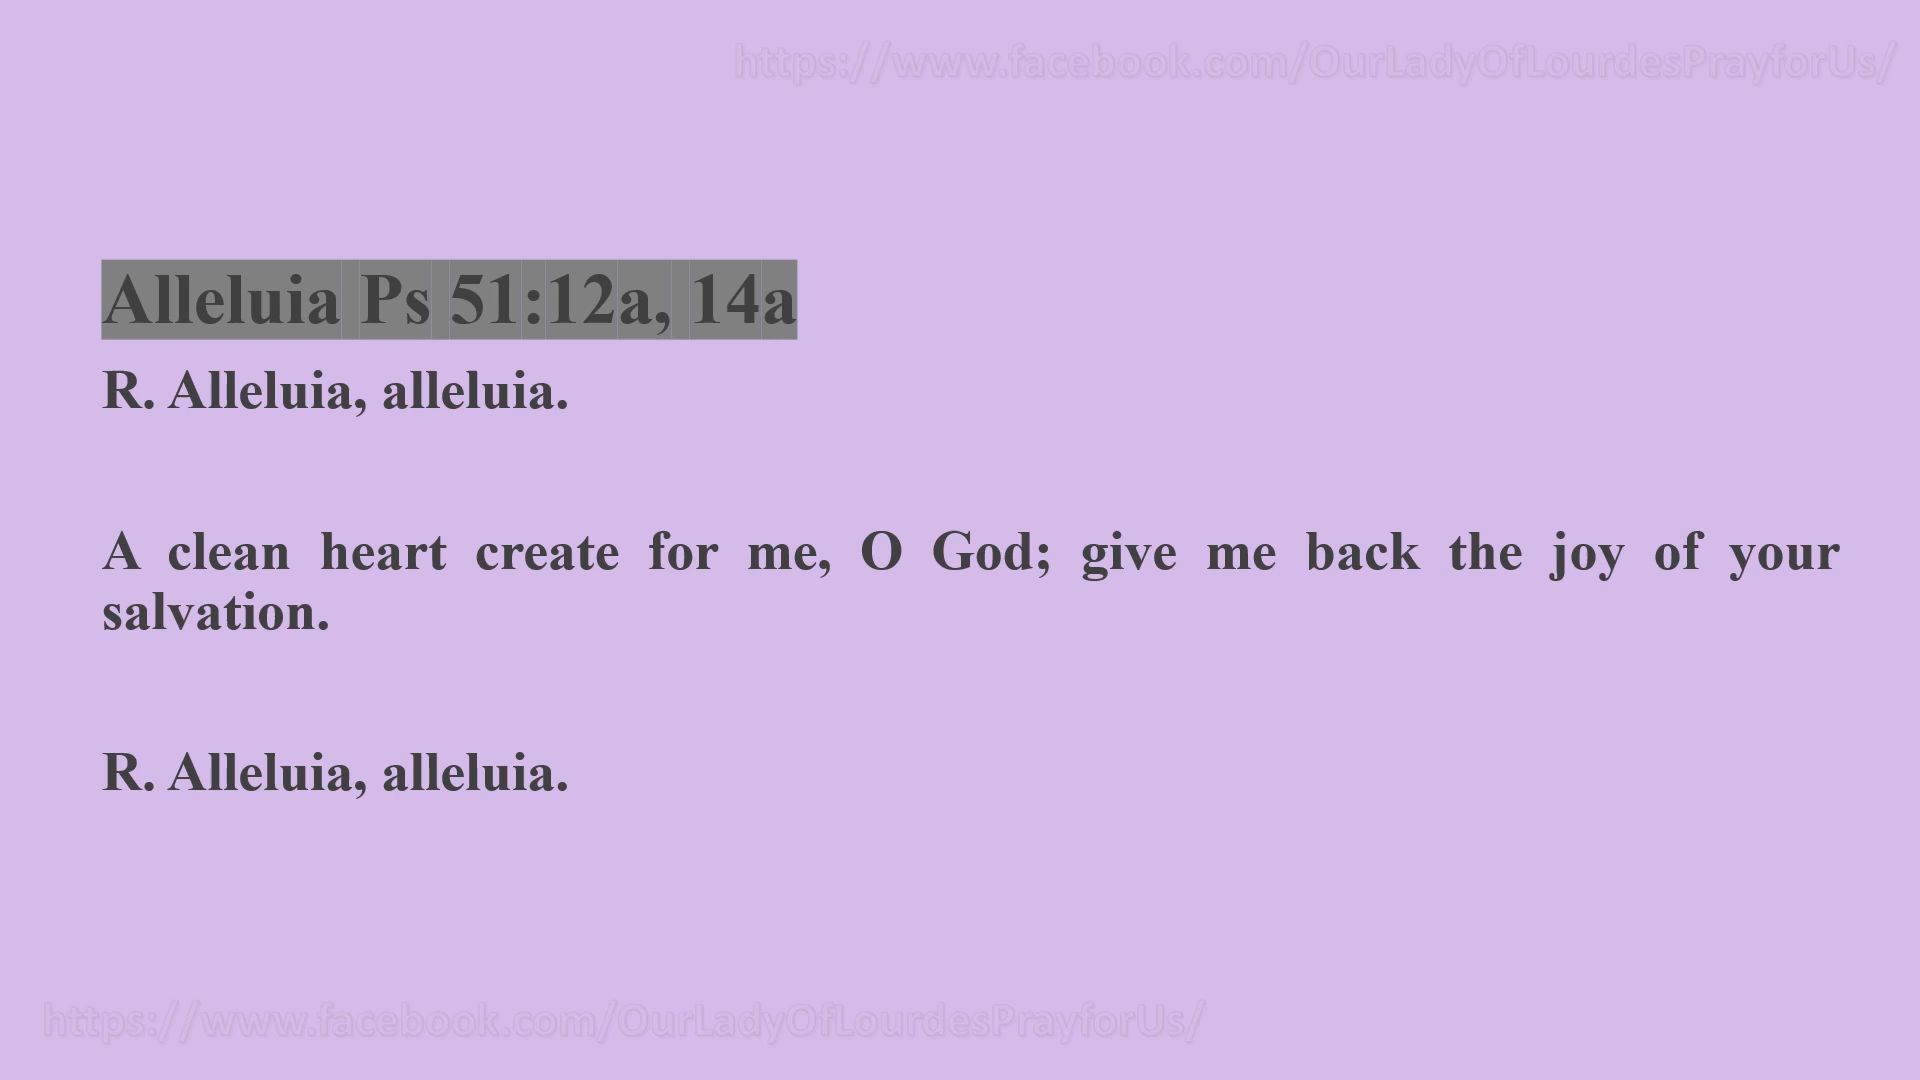 https://www.facebook.com/OurLadyOfLourdesPrayforUs/
Alleluia Ps 51:12a, 14a
R. Alleluia, alleluia.
A clean heart create for me, O God; give me back the joy of your
salvation.
R. Alleluia, alleluia.
https://www.facebook.com/OurLadyOfLourdesPrayforUs/